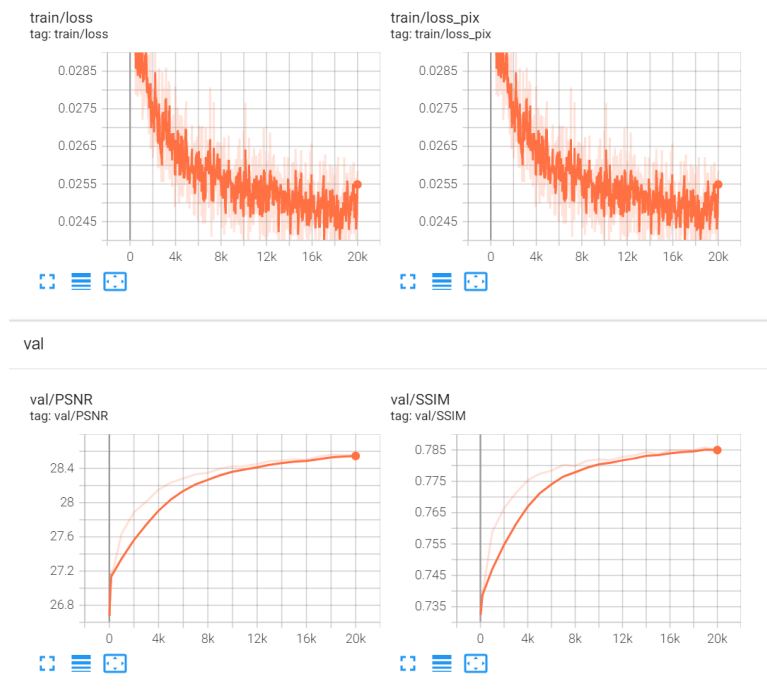 train/loss
tag: train/loss
0.0285
0.0275
0.0265
0.0255
0.0245
0 4k 8k 12k 16k 20k
train/loss_pix
tag: train/loss_pix
0.0285
0.0275
0.0265
0.0255
0.0245
0 4k 8k 12k 16k 20k
val
val/PSNR
tag: val/PSNR
28.4
28
27.6
27.2
26.8
0 4k 8k 12k 16k 20k
val/SSIM
tag: val/SSIM
0.785
0.775
0.765
0.755
0.745
0.735
0 4k 8k 12k 16k 20k